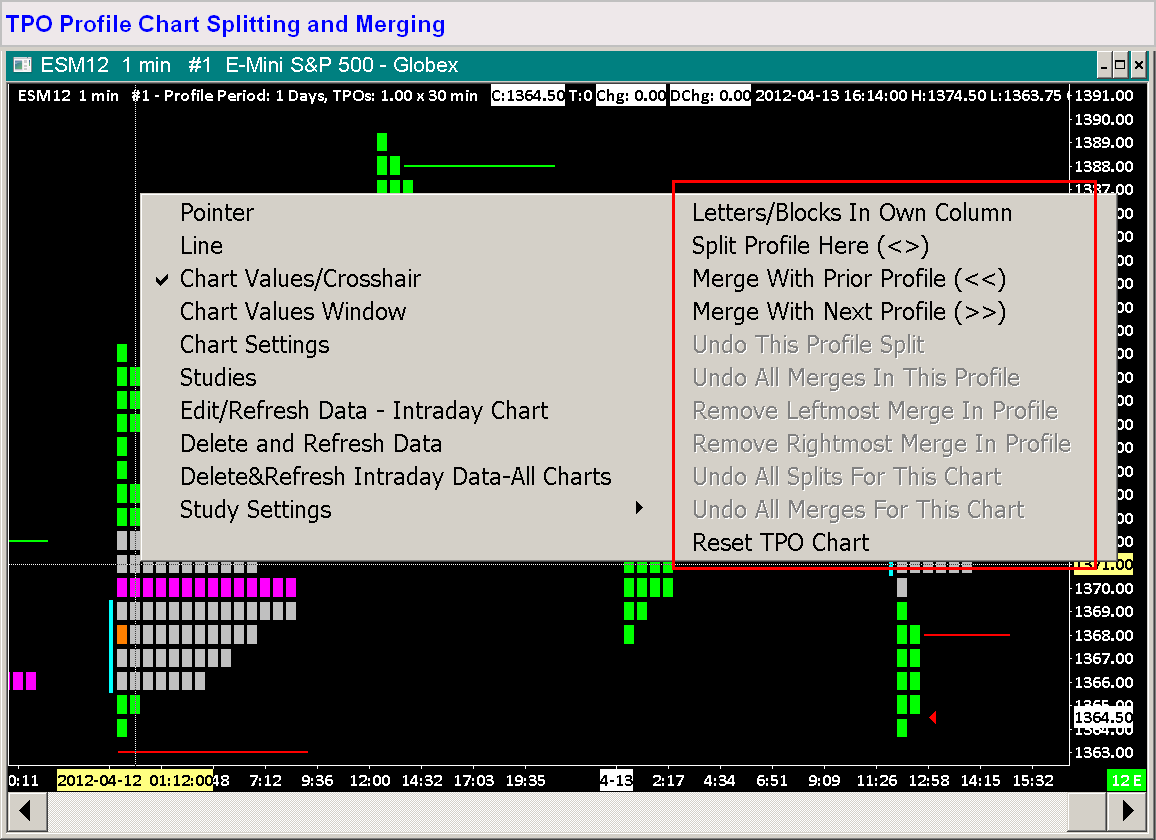 TPO Profile Chart Splitting and Merging
ESM12 1 min #1 E-Mini S&P 500 - Globex
ESM12 1 min #1 - Profile Period: 1 Days, TPOs: 1.00 x 30 min C:1364.50 T:0 Chg: 0.00 DChg: 0.00 2012-04-13 16:14:00 H:1374.50 L:1363.75
1391.00
1390.00
1389.00
1388.00
1387.00
Pointer
Line
Chart Values/Crosshair
Chart Values Window
Chart Settings
Studies
Edit/Refresh Data - Intraday Chart
Delete and Refresh Data
Delete&Refresh Intraday Data-All Charts
Study Settings
Letters/Blocks In Own Column
Split Profile Here (<>)
Merge With Prior Profile (<<)
Merge With Next Profile (>>)
Undo This Profile Split
Undo All Merges In This Profile
Remove Leftmost Merge In Profile
Remove Rightmost Merge In Profile
Undo All Splits For This Chart
Undo All Merges For This Chart
Reset TPO Chart
1371.00
1370.00
1369.00
1368.00
1367.00
1366.00
1365.00
1364.50
1364.00
1363.00
0:11 2012-04-12 01:12:00 48 7:12 9:36 12:00 14:32 17:03 19:35 4-13 2:17 4:34 6:51 9:09 11:26 12:58 14:15 15:32 12 E